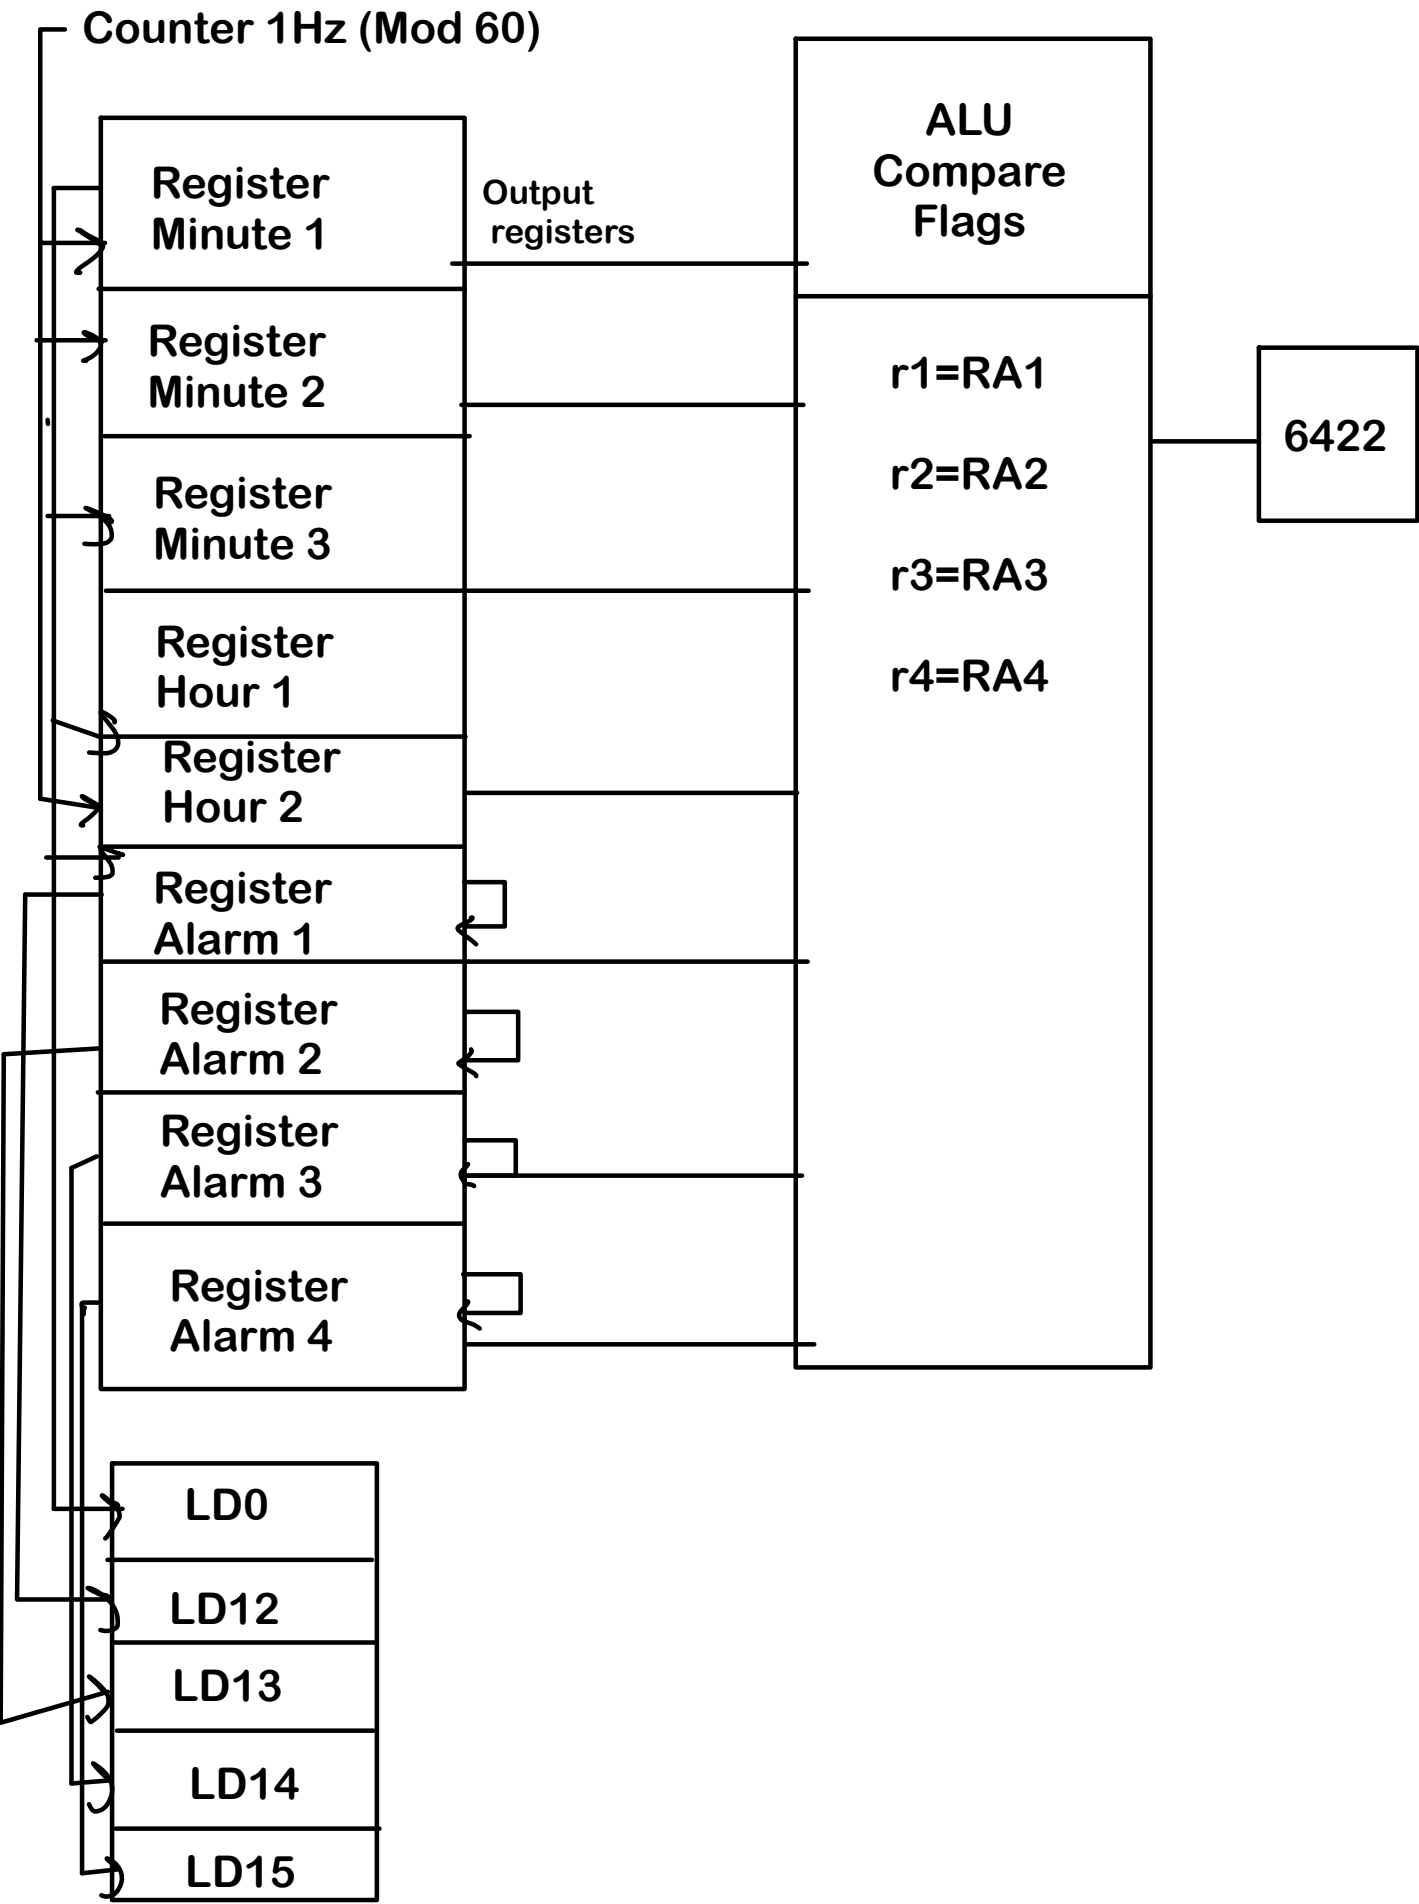 Counter 1Hz (Mod 60)
Register
Minute 1
Register
Minute 2
Register
Minute 3
Register
Hour 1
Register
Hour 2
Register
Alarm 1
Register
Alarm 2
Register
Alarm 3
Register
Alarm 4
Output
registers
ALU
Compare
Flags
r1=RA1
r2=RA2
r3=RA3
r4=RA4
6422
LD0
LD12
LD13
LD14
LD15